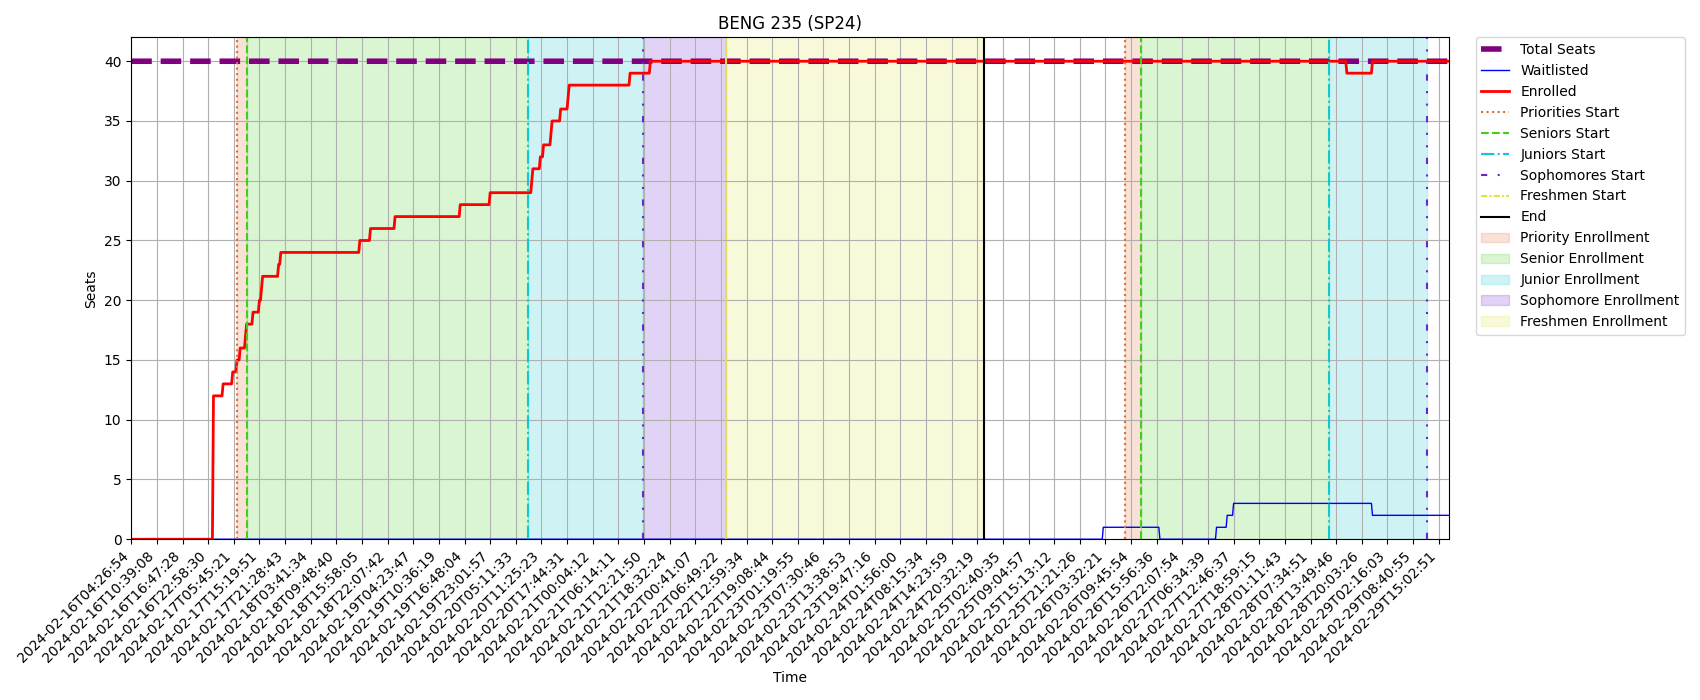 BENG 235 (SP24)
Seats
40
35
30
25
20
15
10
5
0
2024-02-16T04:26:54
2024-02-16T10:39:08
2024-02-16T16:47:28
2024-02-16T22:58:30
2024-02-17T05:45:21
2024-02-17T15:19:51
2024-02-17T21:28:43
2024-02-18T03:41:34
2024-02-18T09:48:40
2024-02-18T15:58:05
2024-02-18T22:07:42
2024-02-19T04:23:47
2024-02-19T10:36:19
2024-02-19T16:48:04
2024-02-19T23:01:57
2024-02-20T05:11:33
2024-02-20T11:25:23
2024-02-20T17:44:31
2024-02-21T00:04:12
2024-02-21T06:14:11
2024-02-21T12:21:50
2024-02-21T18:32:24
2024-02-22T00:41:07
2024-02-22T06:49:22
2024-02-22T12:59:34
2024-02-22T19:08:44
2024-02-23T01:19:55
2024-02-23T07:30:46
2024-02-23T13:38:53
2024-02-23T19:47:16
2024-02-24T01:56:00
2024-02-24T08:15:34
2024-02-24T14:23:59
2024-02-24T20:32:19
2024-02-25T02:40:35
2024-02-25T09:04:57
2024-02-25T15:13:12
2024-02-25T21:21:26
2024-02-26T03:32:21
2024-02-26T09:45:54
2024-02-26T15:56:36
2024-02-26T22:07:54
2024-02-27T06:34:39
2024-02-27T12:46:37
2024-02-27T18:59:15
2024-02-28T01:11:43
2024-02-28T07:34:51
2024-02-28T13:49:46
2024-02-28T20:03:26
2024-02-29T02:16:03
2024-02-29T08:40:55
2024-02-29T15:02:51
Time
Total Seats
Waitlisted
Enrolled
Priorities Start
Seniors Start
Juniors Start
Sophomores Start
Freshmen Start
End
Priority Enrollment
Senior Enrollment
Junior Enrollment
Sophomore Enrollment
Freshmen Enrollment